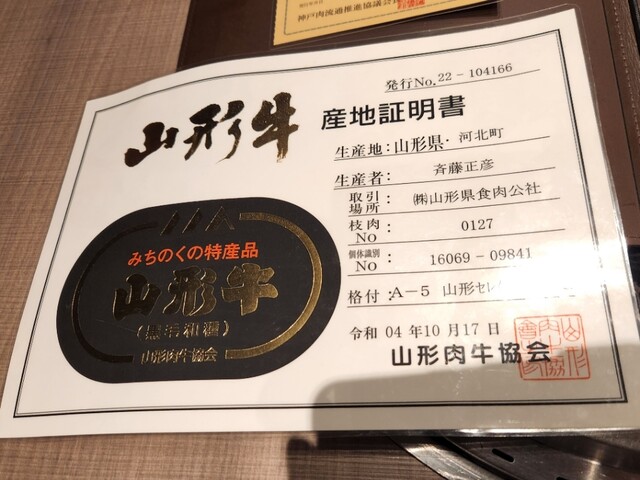 神戸肉流通推進協議会
発行No.22-104166
山形牛
産地証明書
生産地:山形県・河北町
生産者: 斉藤正彦
取引場所: ㈱山形県食肉公社
枝肉No: 0127
個体識別No: 16069-09841
格付:A-5 山形セレ
令和 04年10月17日
山形肉牛協会
みちのくの特産品
山形牛
(黒毛和種)
山形肉牛協会